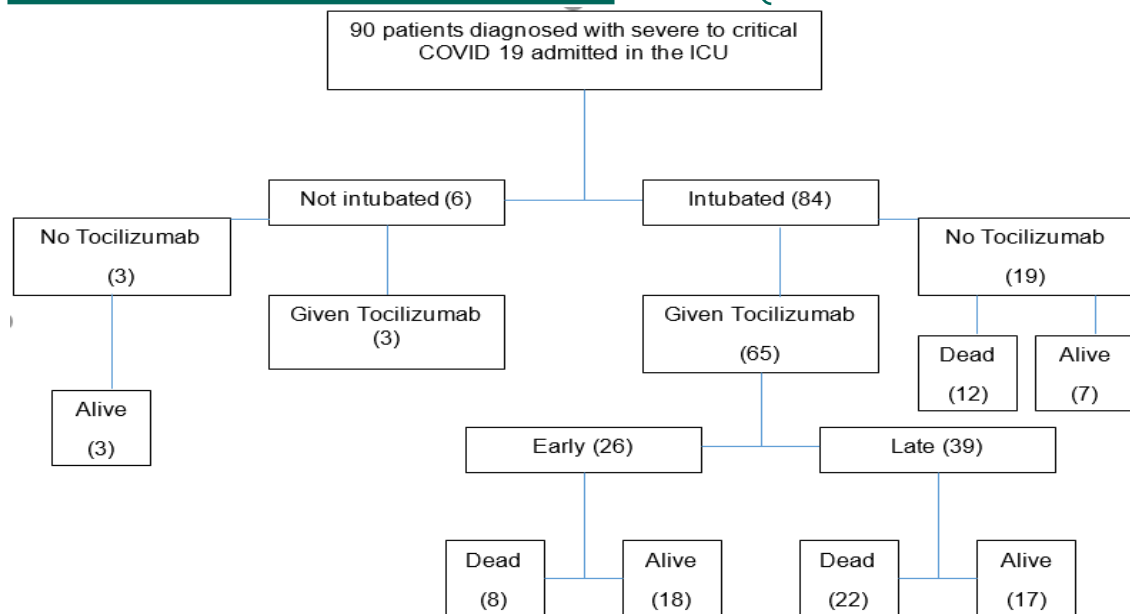 90 patients diagnosed with severe to critical
COVID 19 admitted in the ICU
Not intubated (6)
Intubated (84)
No Tocilizumab
(3)
No Tocilizumab
(19)
Given Tocilizumab
(3)
Given Tocilizumab
(65)
Dead
(12)
Alive
(7)
Alive
(3)
Early (26)
Late (39)
Dead
(8)
Alive
(18)
Dead
(22)
Alive
(17)